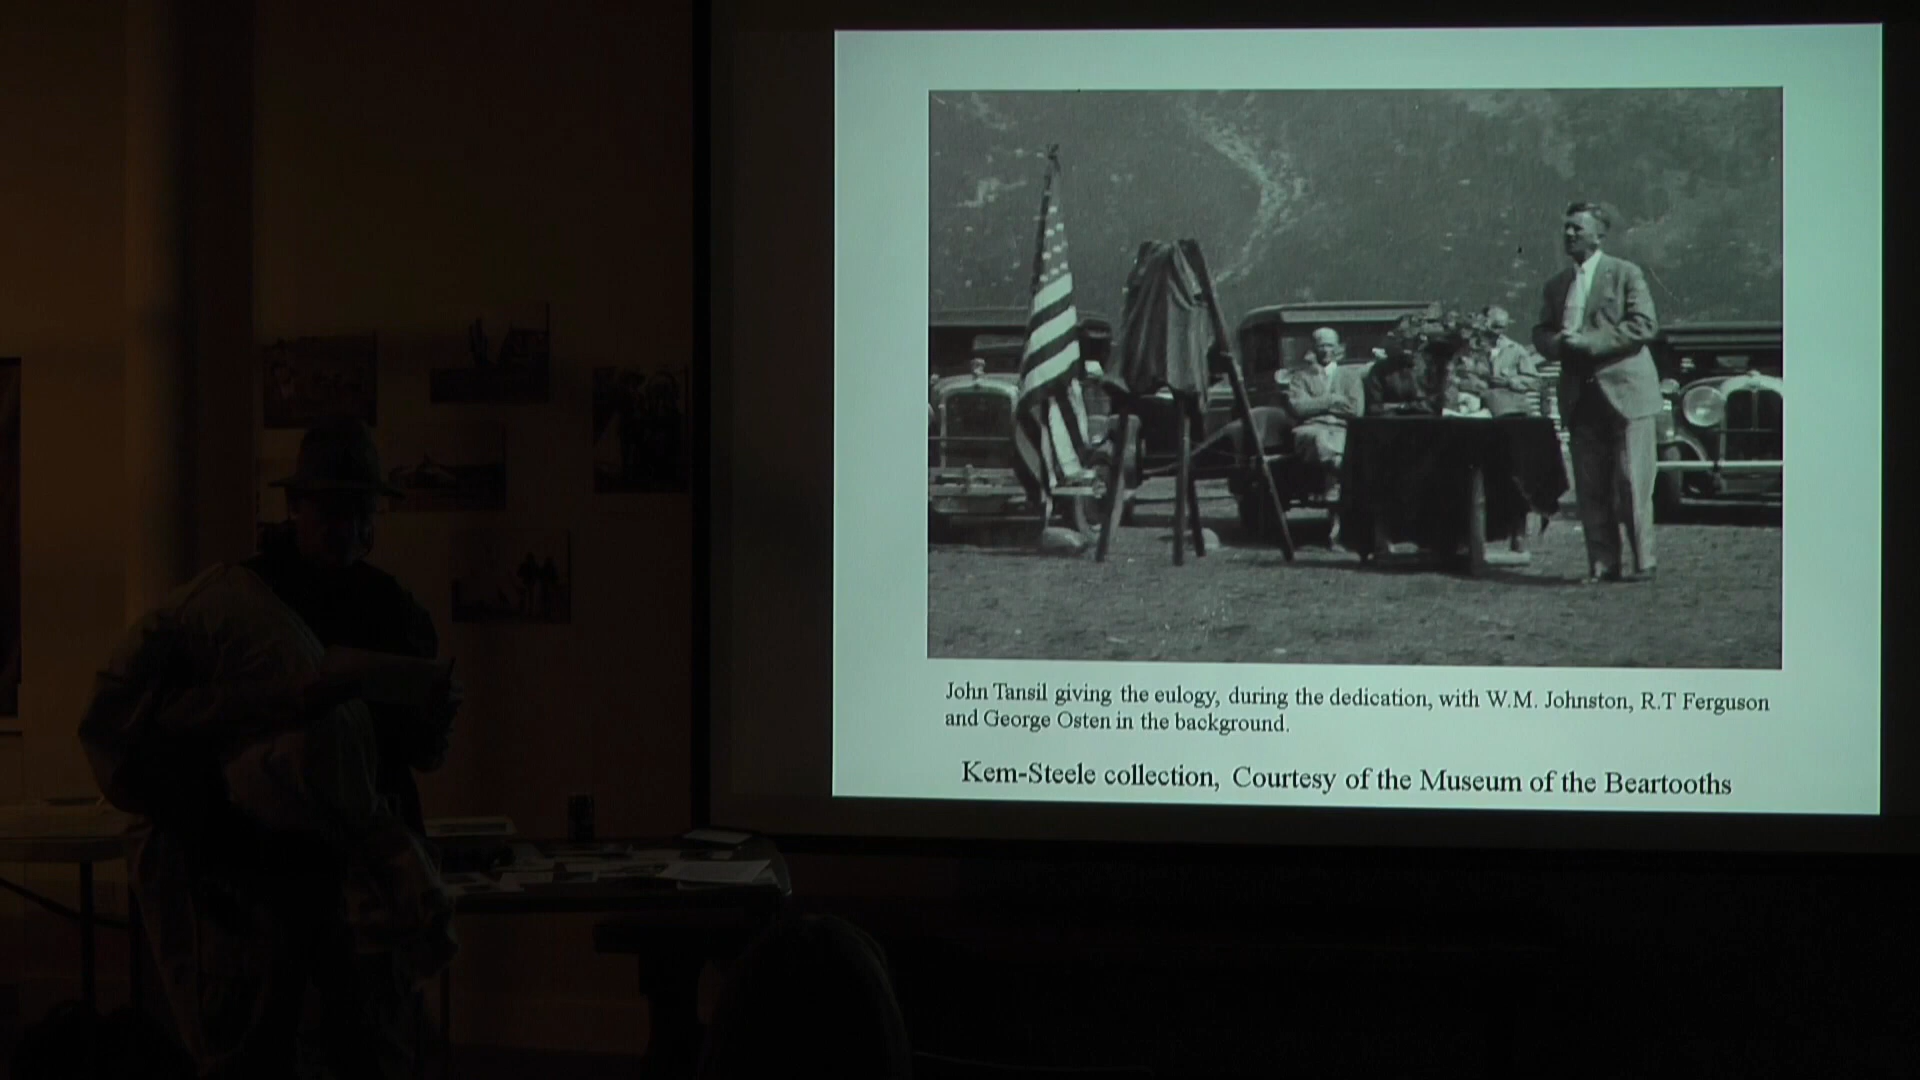 John Tansil giving the eulogy, during the dedication, with W.M. Johnston, R.T Ferguson
and George Osten in the background.
Kem-Steele collection, Courtesy of the Museum of the Beartooths